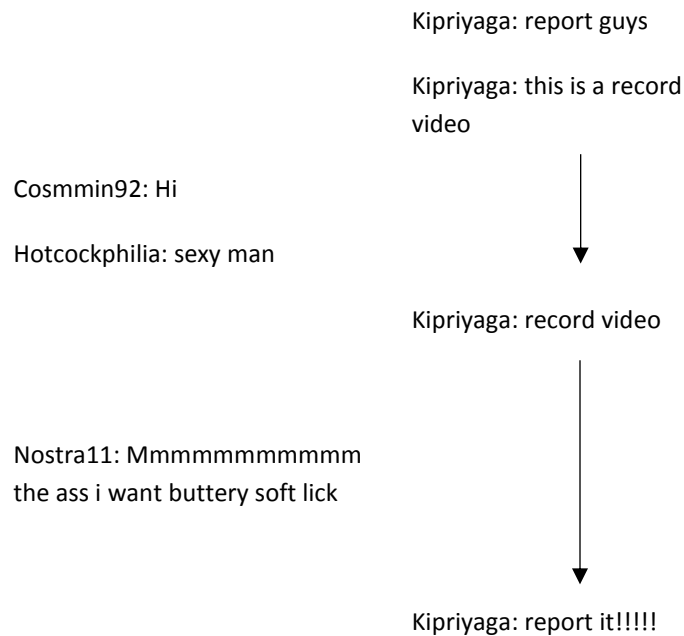 Kipriyaga: report guys
Kipriyaga: this is a record
video
Cosmmin92: Hi
Hotcockphilia: sexy man
Kipriyaga: record video
Nostra11: Mmmmmmmmmmm
the ass i want buttery soft lick
Kipriyaga: report it!!!!!